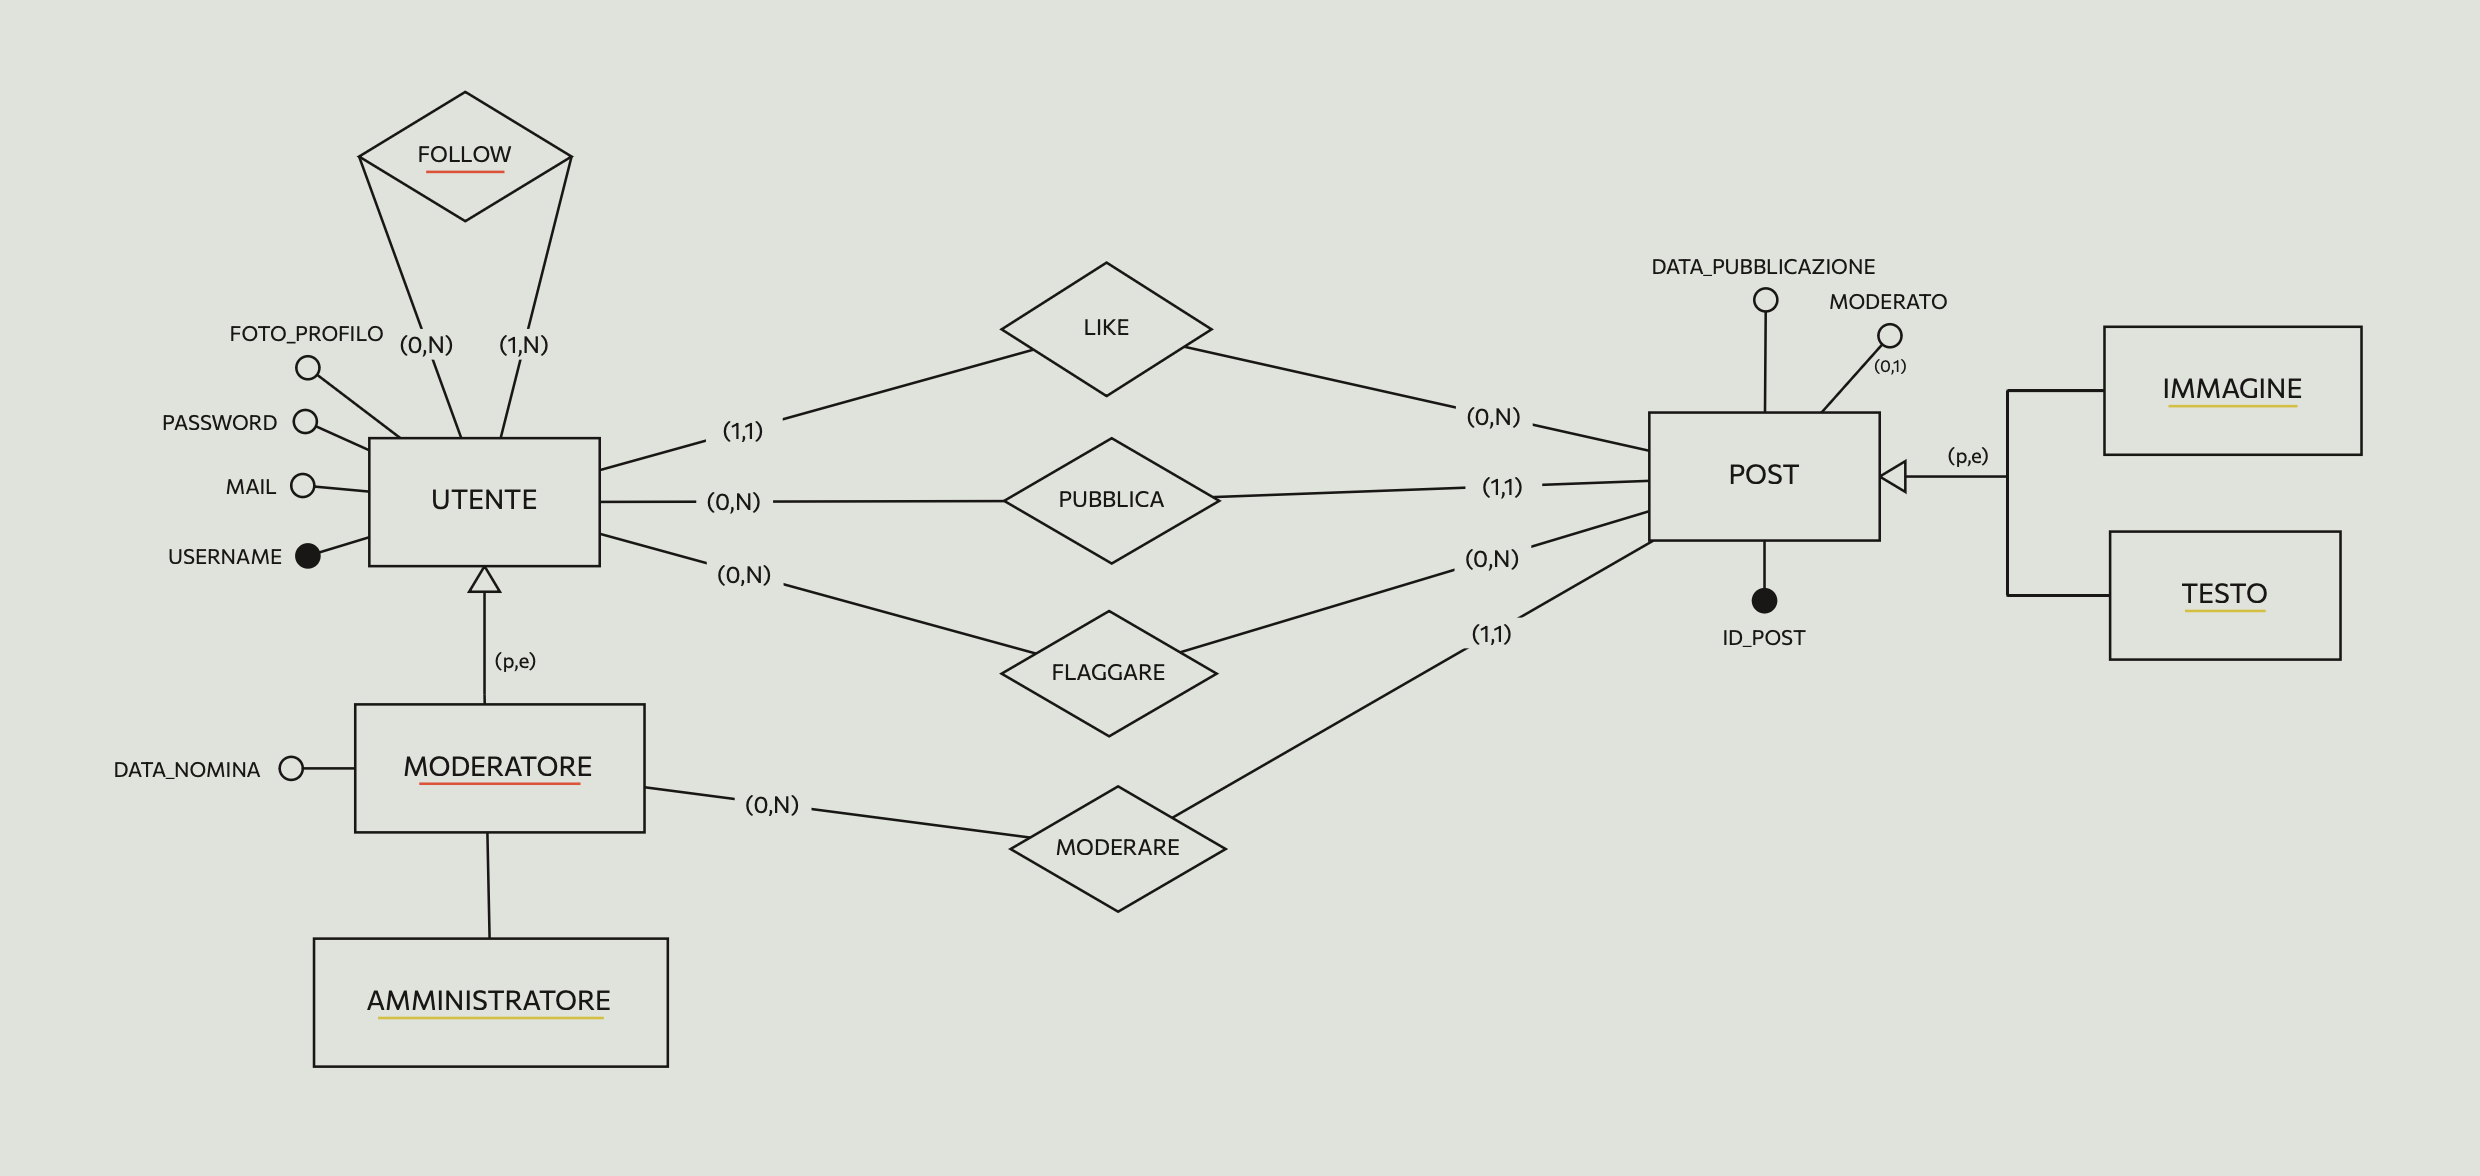 FOLLOW
DATA_PUBBLICAZIONE
MODERATO
LIKE
FOTO_PROFILO
(0,N)
(1,N)
(0,1)
IMMAGINE
PASSWORD
(1,1)
(0,N)
(p,e)
POST
MAIL
UTENTE
(0,N)
PUBBLICA
(1,1)
USERNAME
(0,N)
(0,N)
TESTO
(p,e)
FLAGGARE
(1,1)
ID_POST
DATA_NOMINA
MODERATORE
(0,N)
MODERARE
AMMINISTRATORE